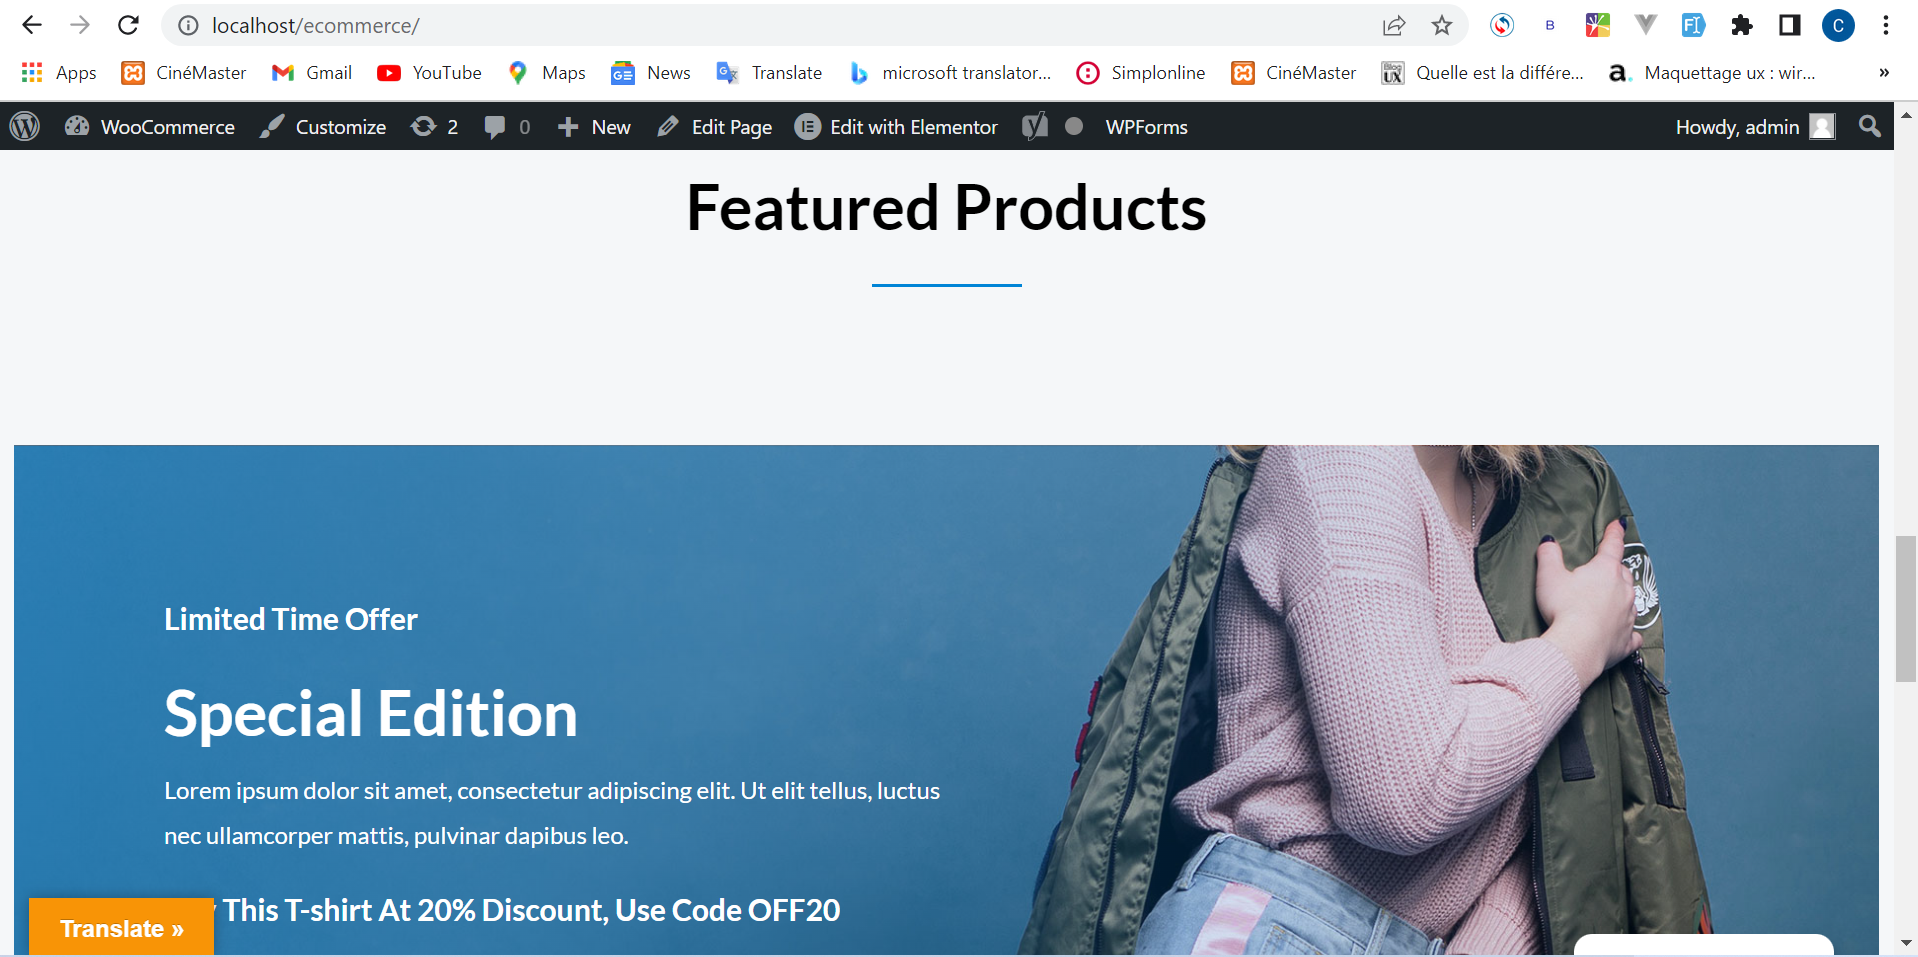 localhost/ecommerce/
B
FI
C
Apps CinéMaster Gmail YouTube Maps News Translate microsoft translator... Simplonline CinéMaster Quelle est la différe... Maquettage ux : wir... »
WooCommerce Customize 2 0 New Edit Page Edit with Elementor WPForms Howdy, admin
Featured Products
Limited Time Offer
Special Edition
Lorem ipsum dolor sit amet, consectetur adipiscing elit. Ut elit tellus, luctus
nec ullamcorper mattis, pulvinar dapibus leo.
This T-shirt At 20% Discount, Use Code OFF20
Translate »